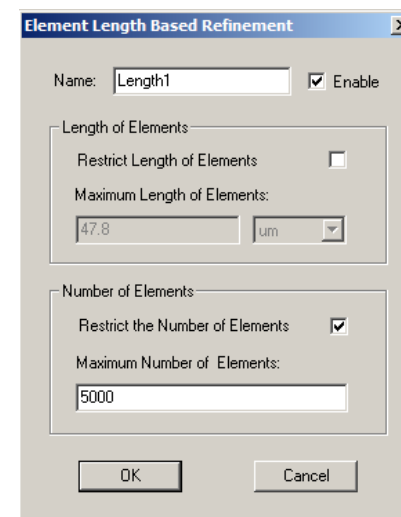 Element Length Based Refinement
Name: Length1 Enable
Length of Elements
Restrict Length of Elements
Maximum Length of Elements:
47.8 um
Number of Elements
Restrict the Number of Elements
Maximum Number of Elements:
5000
OK Cancel